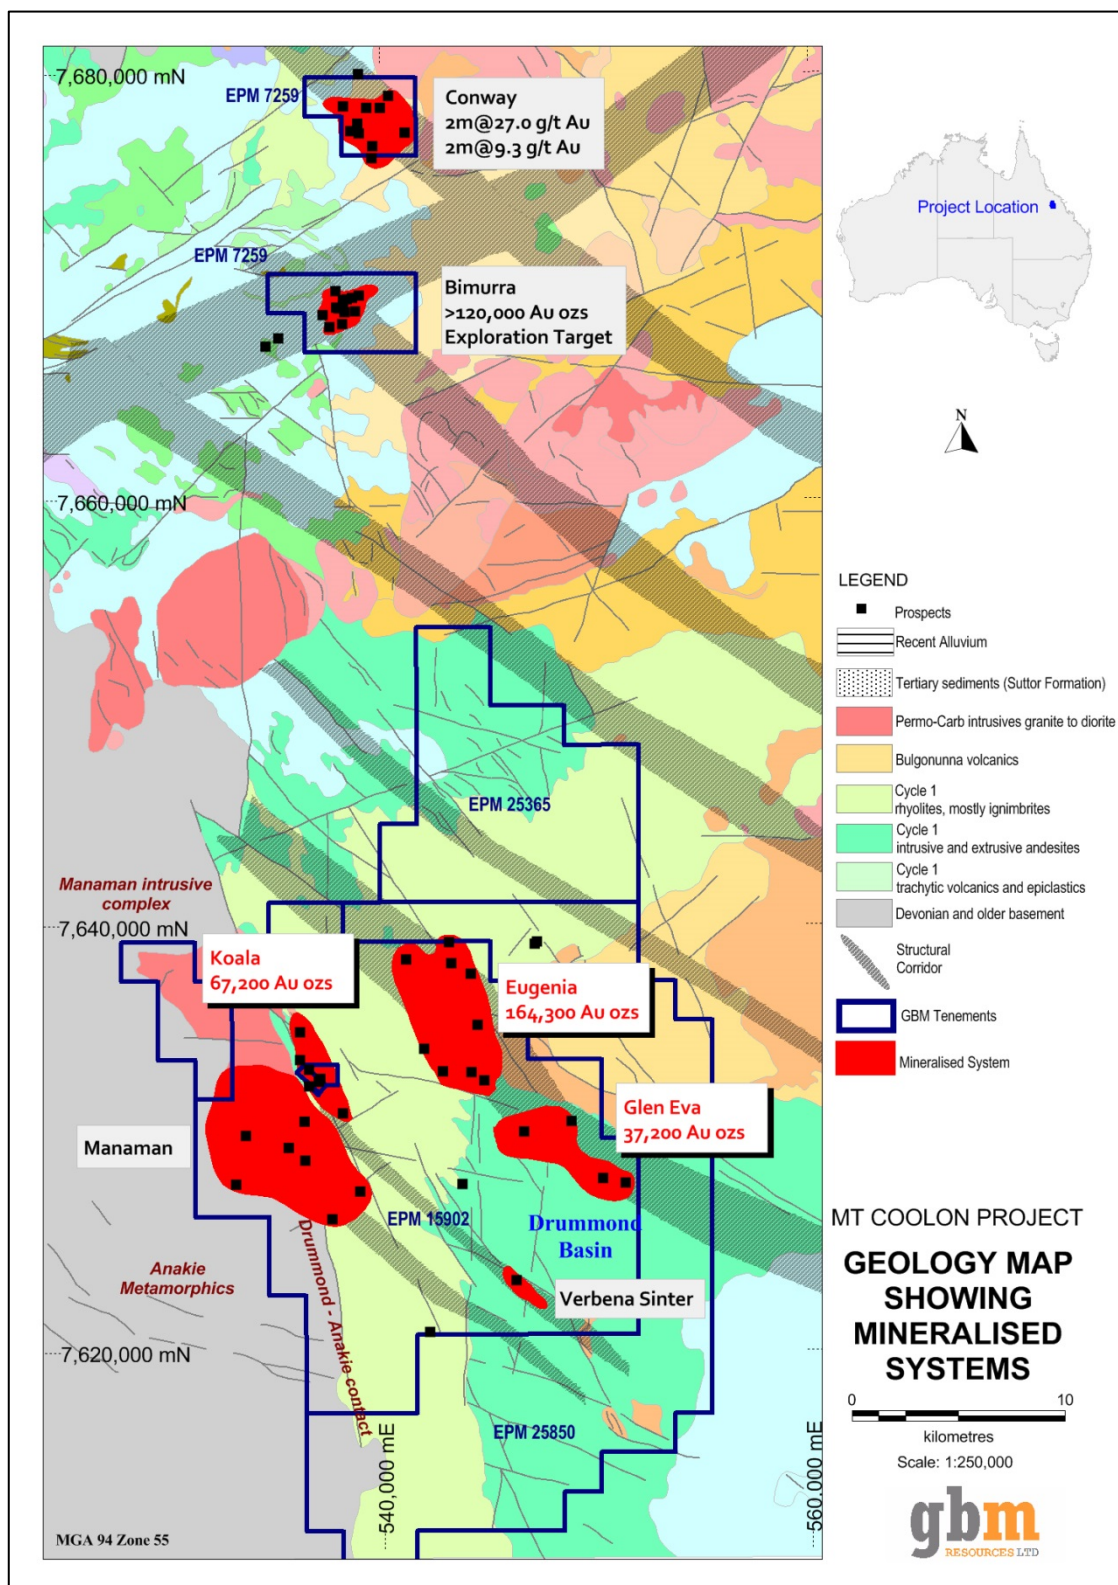 7,680,000 mN
EPM 7259
Conway
2m@27.0 g/t Au
2m@9.3 g/t Au
Project Location
EPM 7259
Bimurra
>120,000 Au ozs
Exploration Target
N
7,660,000 mN
LEGEND
Prospects
Recent Alluvium
Tertiary sediments (Suttor Formation)
Permo-Carb intrusives granite to diorite
Bulgonunna volcanics
Cycle 1
rhyolites, mostly ignimbrites
Cycle 1
intrusive and extrusive andesites
Cycle 1
trachytic volcanics and epiclastics
Devonian and older basement
Structural
Corridor
GBM Tenements
Mineralised System
EPM 25365
Manaman intrusive
complex
7,640,000 mN
Koala
67,200 Au ozs
Eugenia
164,300 Au ozs
Glen Eva
37,200 Au ozs
Manaman
EPM 15902
Drummond
Basin
Anakie
Metamorphics
Drummond - Anakie contact
Verbena Sinter
7,620,000 mN
EPM 25850
540,000 mE
560,000 mE
MGA 94 Zone 55
MT COOLON PROJECT
GEOLOGY MAP
SHOWING
MINERALISED
SYSTEMS
0 10
kilometres
Scale: 1:250,000
gbm
RESOURCES LTD